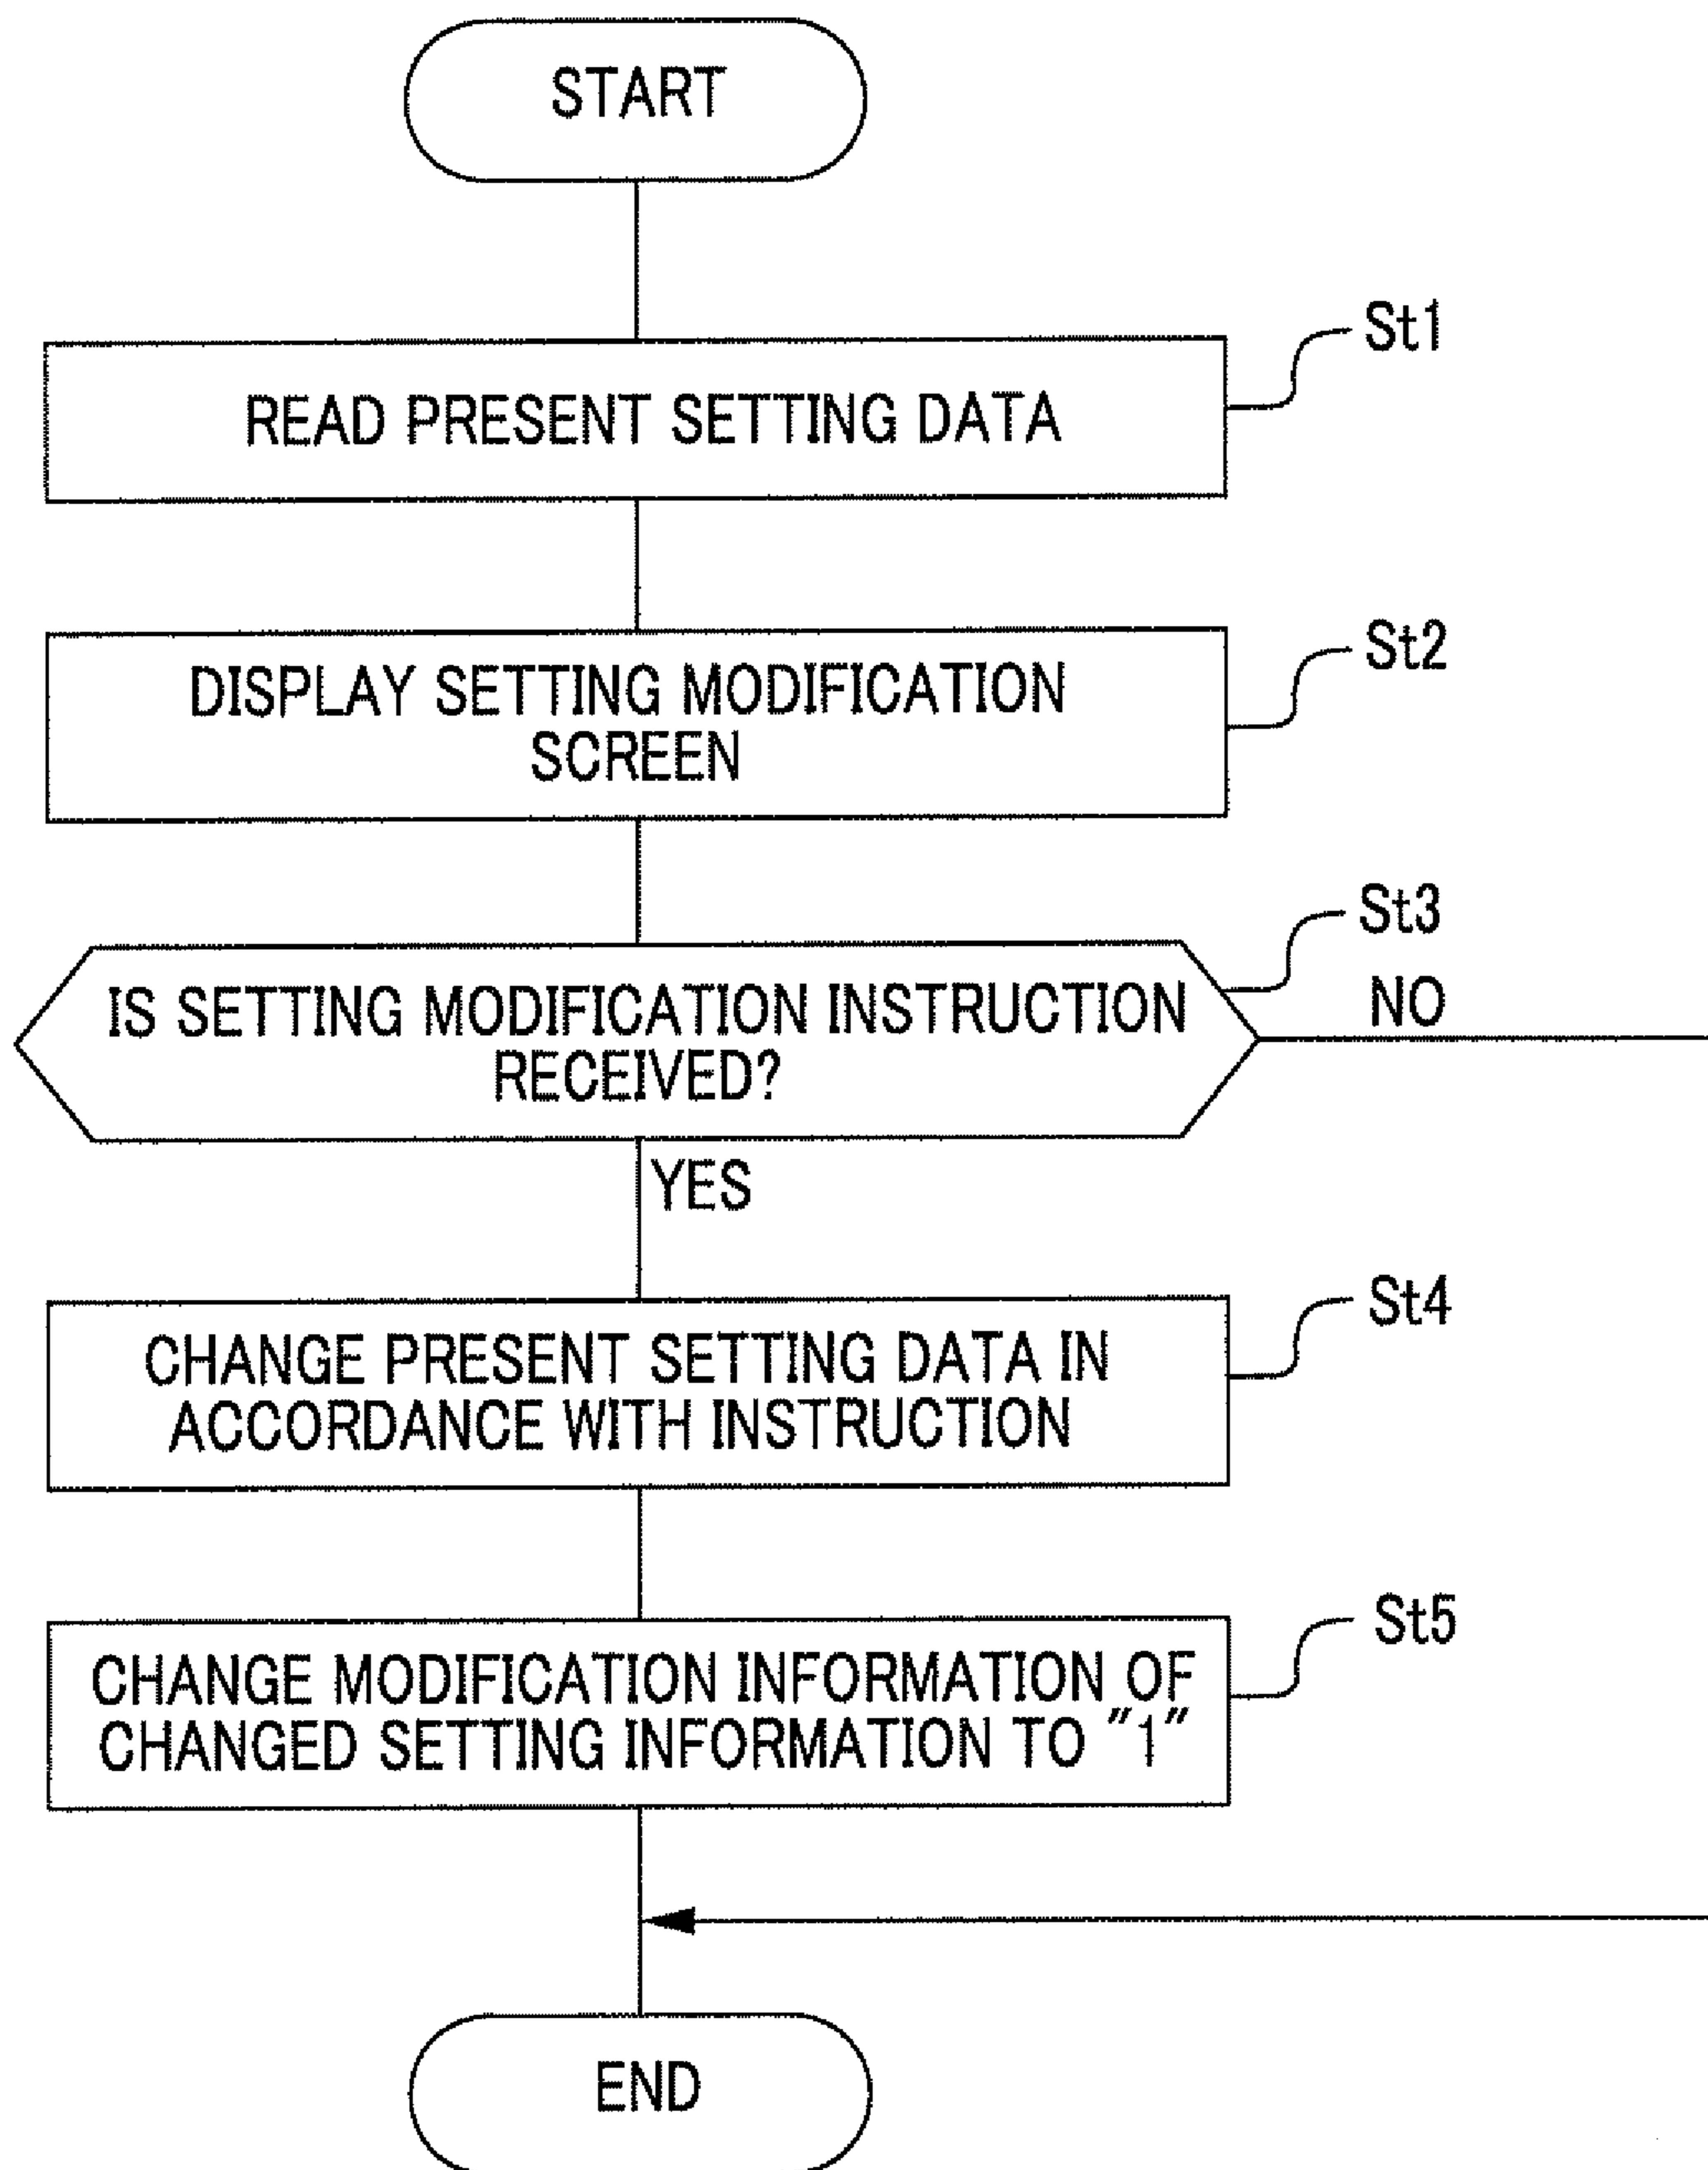 START
St1
READ PRESENT SETTING DATA
St2
DISPLAY SETTING MODIFICATION
SCREEN
St3
IS SETTING MODIFICATION INSTRUCTION
RECEIVED?
NO
YES
St4
CHANGE PRESENT SETTING DATA IN
ACCORDANCE WITH INSTRUCTION
St5
CHANGE MODIFICATION INFORMATION OF
CHANGED SETTING INFORMATION TO "1"
END